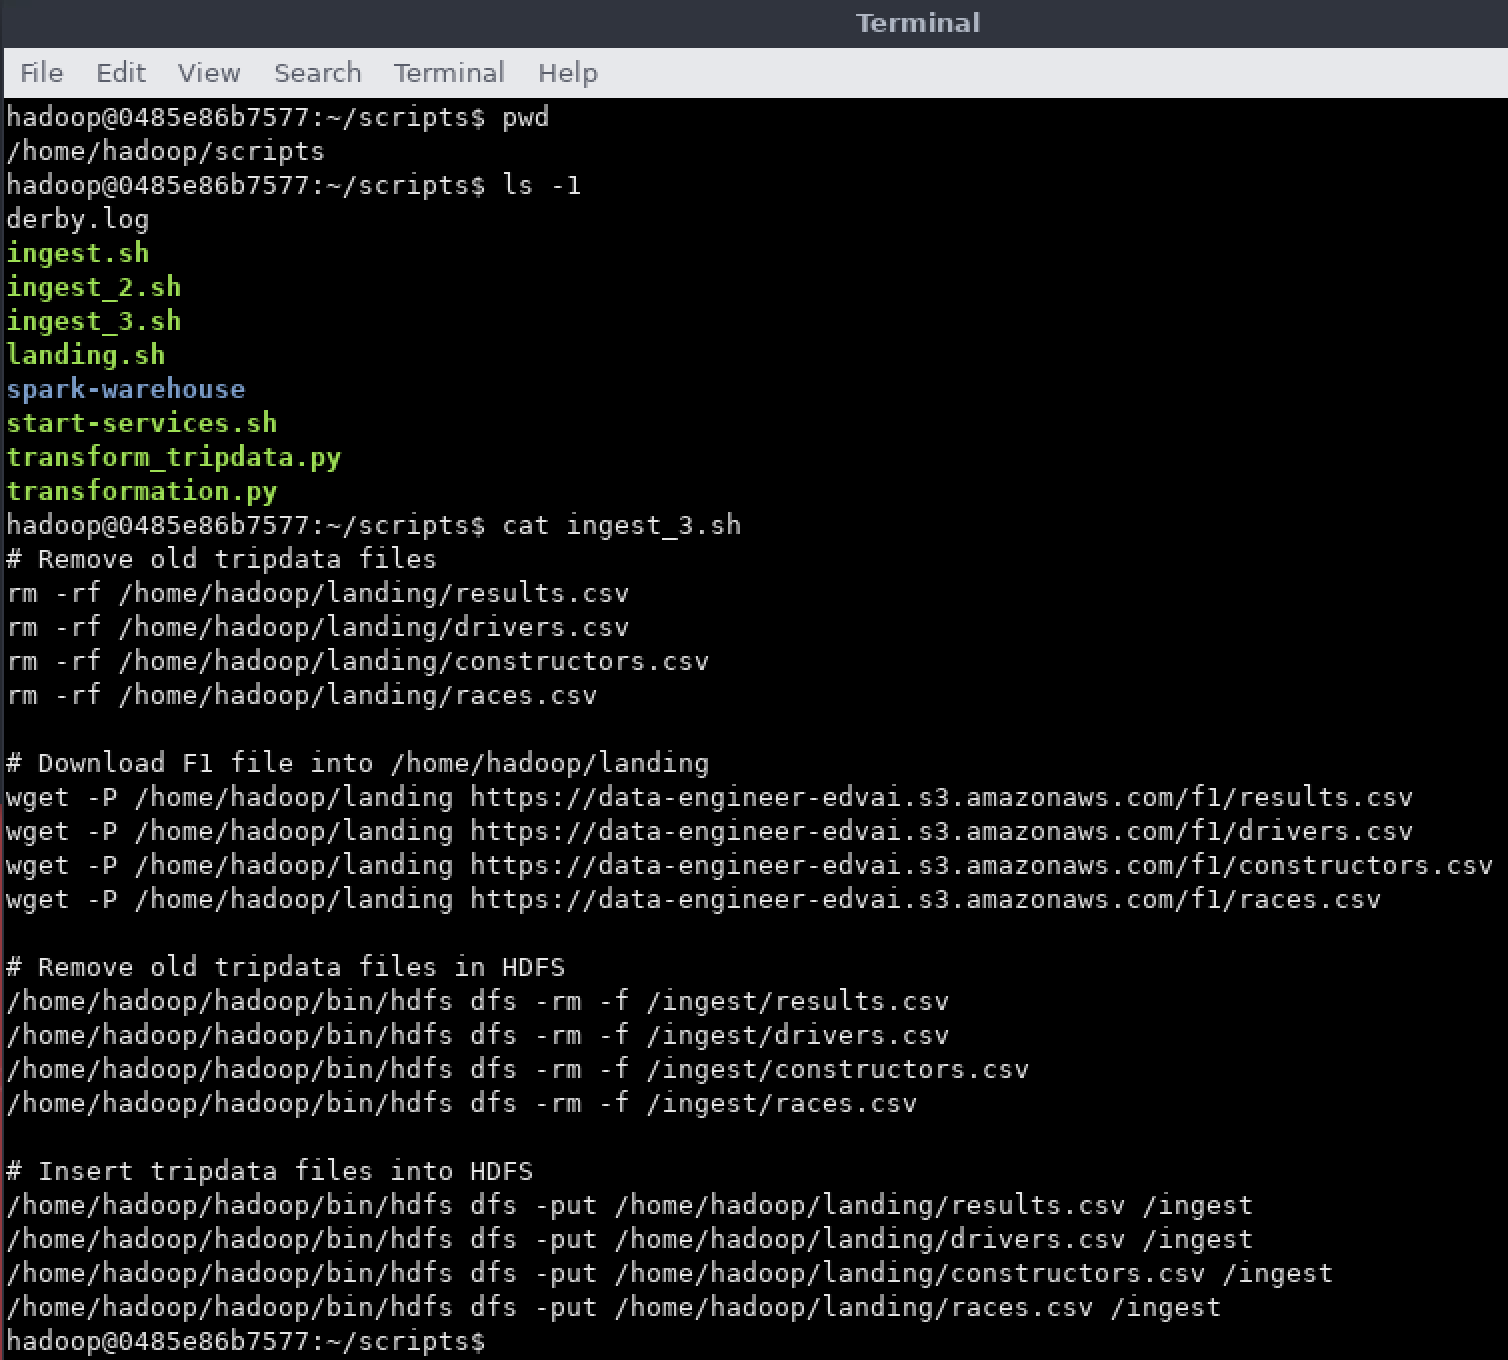 Terminal
File Edit View Search Terminal Help
hadoop@0485e86b7577:~/scripts$ pwd
/home/hadoop/scripts
hadoop@0485e86b7577:~/scripts$ ls -1
derby.log
ingest.sh
ingest_2.sh
ingest_3.sh
landing.sh
spark-warehouse
start-services.sh
transform_tripdata.py
transformation.py
hadoop@0485e86b7577:~/scripts$ cat ingest_3.sh
# Remove old tripdata files
rm -rf /home/hadoop/landing/results.csv
rm -rf /home/hadoop/landing/drivers.csv
rm -rf /home/hadoop/landing/constructors.csv
rm -rf /home/hadoop/landing/races.csv

# Download F1 file into /home/hadoop/landing
wget -P /home/hadoop/landing https://data-engineer-edvai.s3.amazonaws.com/f1/results.csv
wget -P /home/hadoop/landing https://data-engineer-edvai.s3.amazonaws.com/f1/drivers.csv
wget -P /home/hadoop/landing https://data-engineer-edvai.s3.amazonaws.com/f1/constructors.csv
wget -P /home/hadoop/landing https://data-engineer-edvai.s3.amazonaws.com/f1/races.csv

# Remove old tripdata files in HDFS
/home/hadoop/hadoop/bin/hdfs dfs -rm -f /ingest/results.csv
/home/hadoop/hadoop/bin/hdfs dfs -rm -f /ingest/drivers.csv
/home/hadoop/hadoop/bin/hdfs dfs -rm -f /ingest/constructors.csv
/home/hadoop/hadoop/bin/hdfs dfs -rm -f /ingest/races.csv

# Insert tripdata files into HDFS
/home/hadoop/hadoop/bin/hdfs dfs -put /home/hadoop/landing/results.csv /ingest
/home/hadoop/hadoop/bin/hdfs dfs -put /home/hadoop/landing/drivers.csv /ingest
/home/hadoop/hadoop/bin/hdfs dfs -put /home/hadoop/landing/constructors.csv /ingest
/home/hadoop/hadoop/bin/hdfs dfs -put /home/hadoop/landing/races.csv /ingest
hadoop@0485e86b7577:~/scripts$